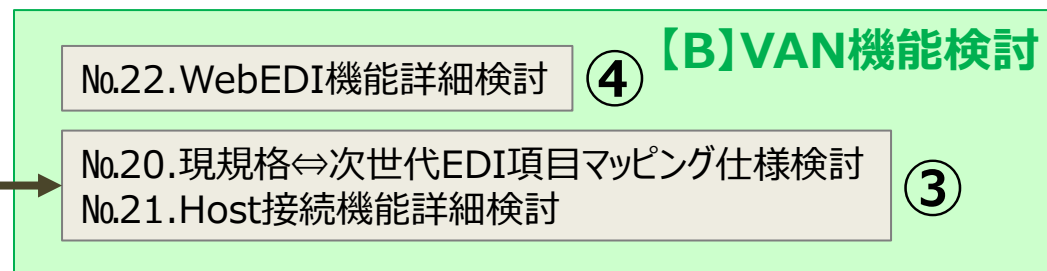 【B】VAN機能検討
№22.WebEDI機能詳細検討
④
№20.現規格⇔次世代EDI項目マッピング仕様検討
№21.Host接続機能詳細検討
③